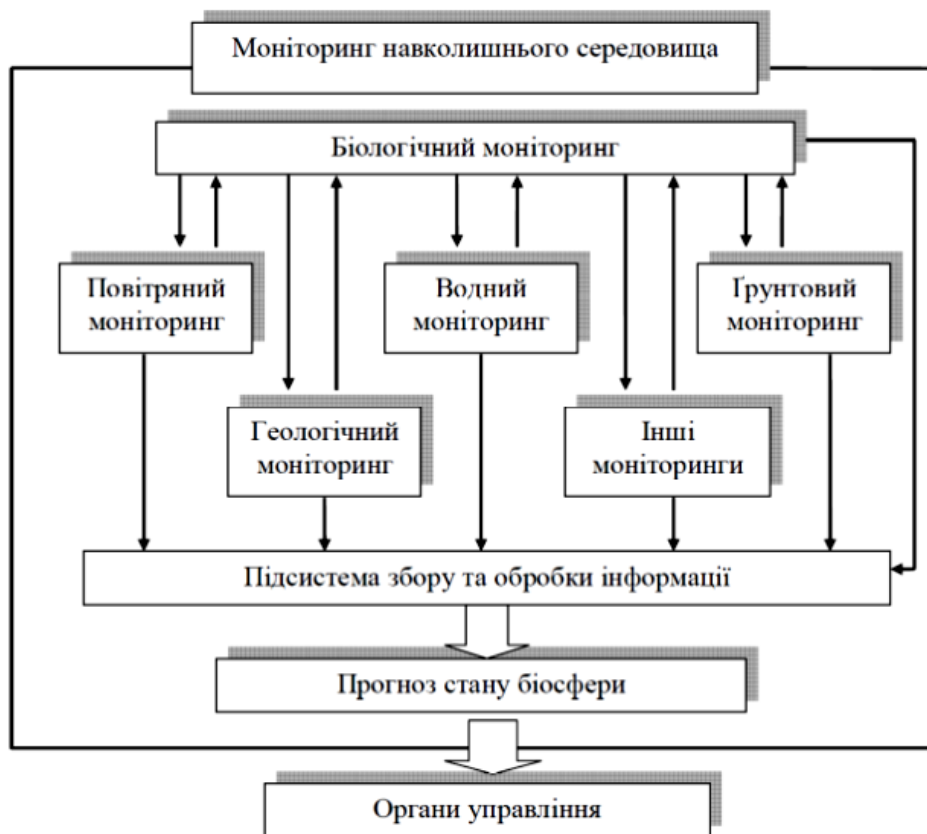 Моніторинг навколишнього середовища
Біологічний моніторинг
Повітряний
моніторинг
Водний
моніторинг
Ґрунтовий
моніторинг
Геологічний
моніторинг
Інші
моніторинги
Підсистема збору та обробки інформації
Прогноз стану біосфери
Органи управління